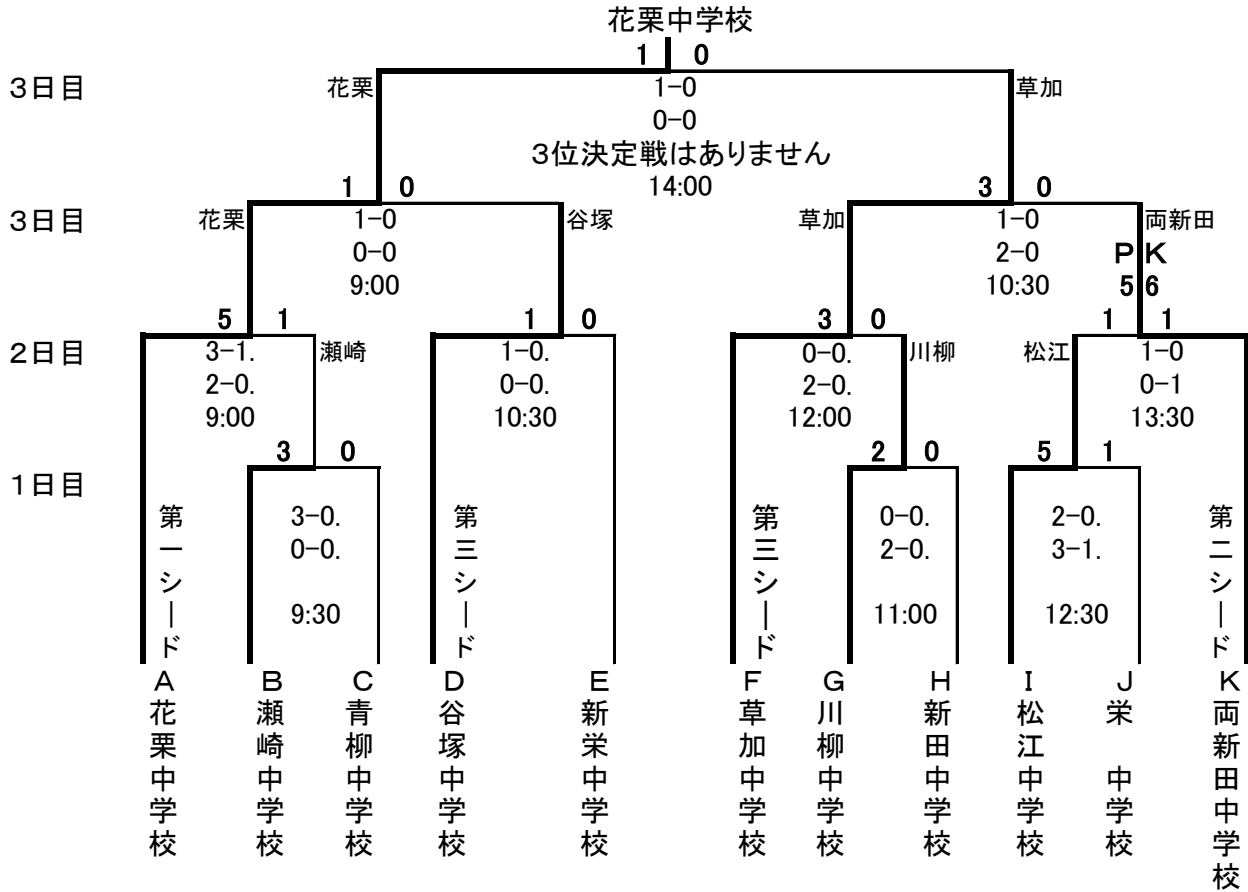 花栗中学校
1 0
3日目 花栗 1-0 草加
0-0
3位決定戦はありません
14:00
1 0 3 0
3日目 花栗 1-0 谷塚 草加 1-0 両新田
0-0 2-0 PK
9:00 10:30 5 6
5 1 1 0 3 0 1 1
2日目 3-1. 瀬崎 1-0. 0-0. 川柳 松江 1-0
2-0. 0-0. 2-0. 0-1
9:00 10:30 12:00 13:30
3 0 2 0 5 1
1日目
3-0. 0-0. 2-0.
0-0. 2-0. 3-1.
9:30 11:00 12:30
第一シード
第三シード
第三シード
第二シード
A B C D E F G H I J K
花栗中学校
瀬崎中学校
青柳中学校
谷塚中学校
新栄中学校
草加中学校
川柳中学校
新田中学校
松江中学校
栄　中学校
両新田中学校